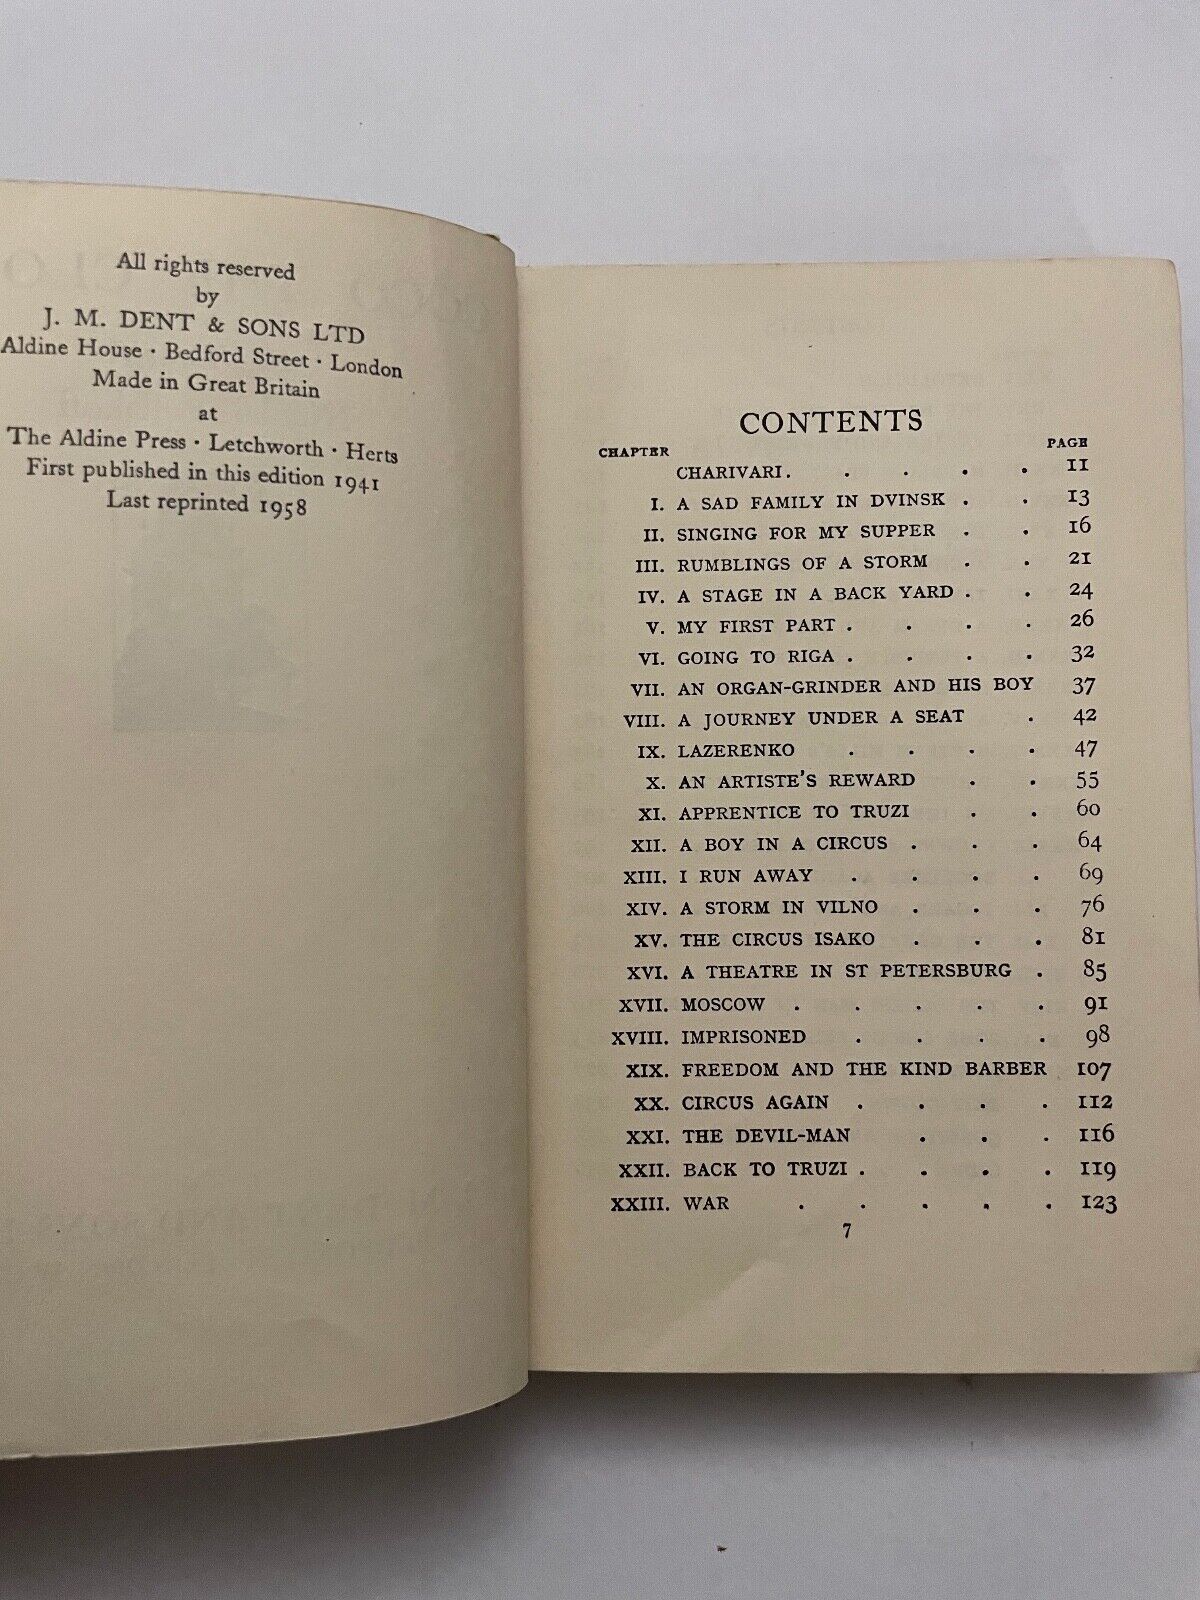 All rights reserved
by
J. M. DENT & SONS LTD
Aldine House · Bedford Street · London
Made in Great Britain
at
The Aldine Press · Letchworth · Herts
First published in this edition 1941
Last reprinted 1958
CONTENTS
CHAPTER PAGE
CHARIVARI . . . . . 11
I. A SAD FAMILY IN DVINSK . . 13
II. SINGING FOR MY SUPPER . . 16
III. RUMBLINGS OF A STORM . . 21
IV. A STAGE IN A BACK YARD . . 24
V. MY FIRST PART . . . . 26
VI. GOING TO RIGA . . . . 32
VII. AN ORGAN-GRINDER AND HIS BOY 37
VIII. A JOURNEY UNDER A SEAT . 42
IX. LAZERENKO . . . . 47
X. AN ARTISTE'S REWARD . . 55
XI. APPRENTICE TO TRUZI . . 60
XII. A BOY IN A CIRCUS . . . 64
XIII. I RUN AWAY . . . . 69
XIV. A STORM IN VILNO . . . 76
XV. THE CIRCUS ISAKO . . . 81
XVI. A THEATRE IN ST PETERSBURG . 85
XVII. MOSCOW . . . . . 91
XVIII. IMPRISONED . . . . 98
XIX. FREEDOM AND THE KIND BARBER 107
XX. CIRCUS AGAIN . . . . 112
XXI. THE DEVIL-MAN . . . 116
XXII. BACK TO TRUZI . . . . 119
XXIII. WAR . . . . . 123
7